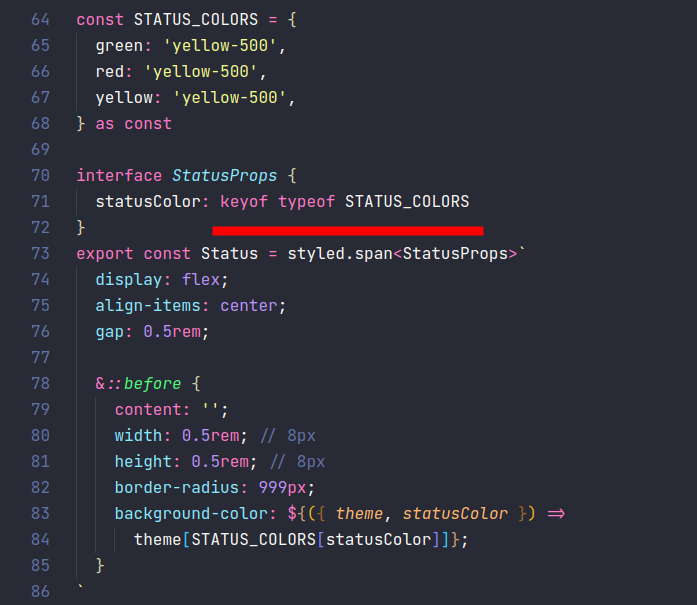 64 const STATUS_COLORS = {
65   green: 'yellow-500',
66   red: 'yellow-500',
67   yellow: 'yellow-500',
68 } as const
69
70 interface StatusProps {
71   statusColor: keyof typeof STATUS_COLORS
72 }
73 export const Status = styled.span<StatusProps>`
74   display: flex;
75   align-items: center;
76   gap: 0.5rem;
77
78   &::before {
79     content: '';
80     width: 0.5rem; // 8px
81     height: 0.5rem; // 8px
82     border-radius: 999px;
83     background-color: ${({ theme, statusColor }) =>
84       theme[STATUS_COLORS[statusColor]]};
85   }
86 `